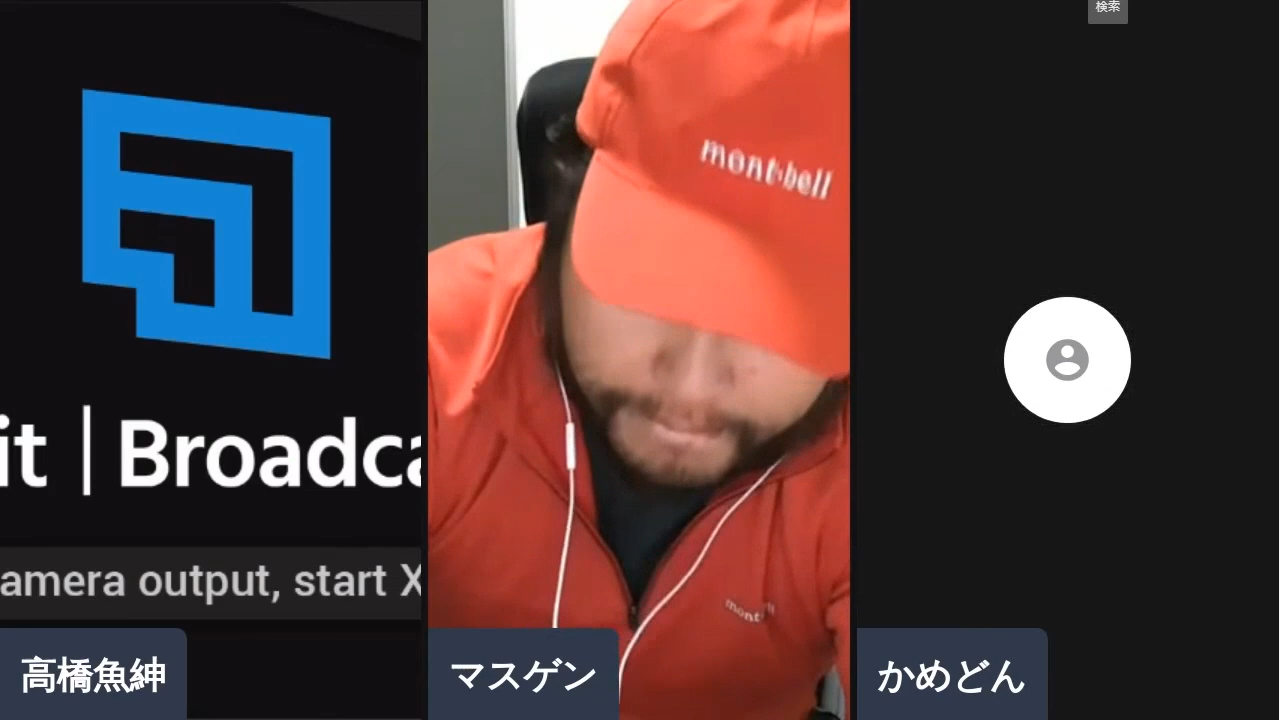 検索
mont-bell
it | Broadca
amera output, start X
mont
高橋魚紳
マスゲン
かめどん